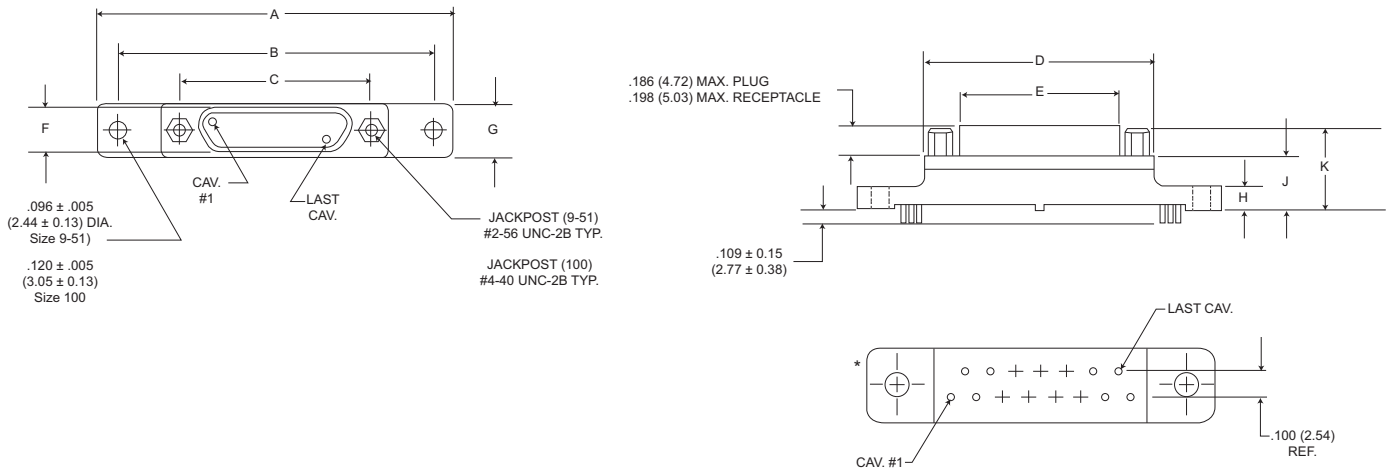 A
B
C
F
G
CAV.
#1
LAST
CAV.
.096 ± .005
(2.44 ± 0.13) DIA.
Size 9-51)
.120 ± .005
(3.05 ± 0.13)
Size 100
JACKPOST (9-51)
#2-56 UNC-2B TYP.
JACKPOST (100)
#4-40 UNC-2B TYP.
D
.186 (4.72) MAX. PLUG
.198 (5.03) MAX. RECEPTACLE
E
K
J
H
.109 ± 0.15
(2.77 ± 0.38)
LAST CAV.
*
.100 (2.54)
REF.
CAV. #1